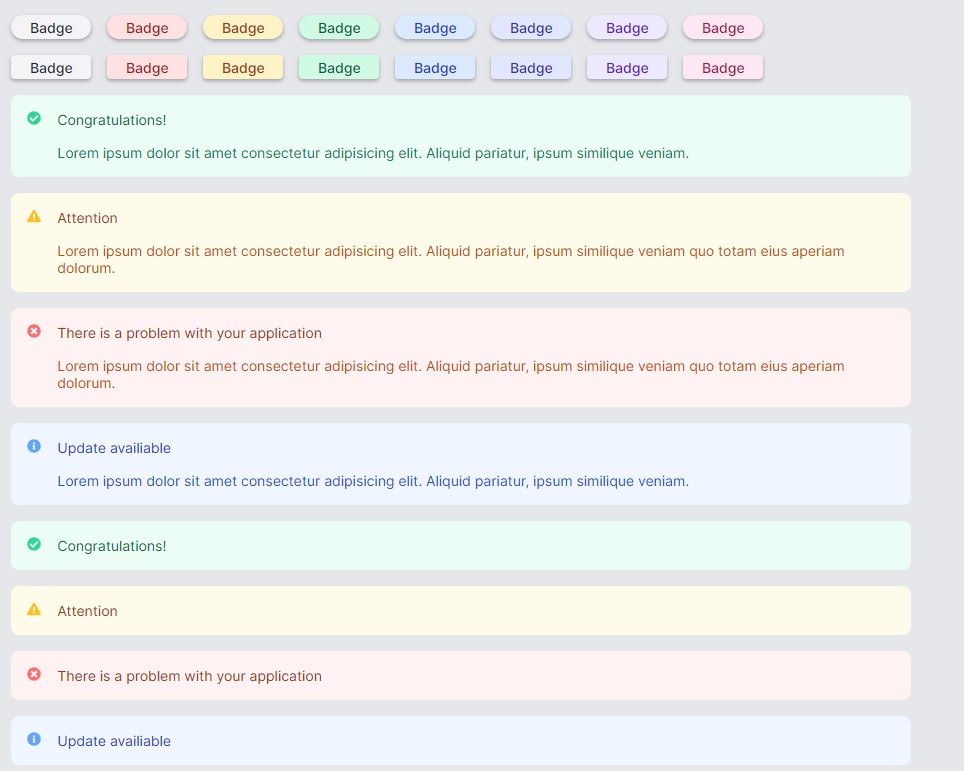 Badge Badge Badge Badge Badge Badge Badge Badge
Badge Badge Badge Badge Badge Badge Badge Badge
Congratulations!
Lorem ipsum dolor sit amet consectetur adipisicing elit. Aliquid pariatur, ipsum similique veniam.
Attention
Lorem ipsum dolor sit amet consectetur adipisicing elit. Aliquid pariatur, ipsum similique veniam quo totam eius aperiam
dolorum.
There is a problem with your application
Lorem ipsum dolor sit amet consectetur adipisicing elit. Aliquid pariatur, ipsum similique veniam quo totam eius aperiam
dolorum.
Update availiable
Lorem ipsum dolor sit amet consectetur adipisicing elit. Aliquid pariatur, ipsum similique veniam.
Congratulations!
Attention
There is a problem with your application
Update availiable